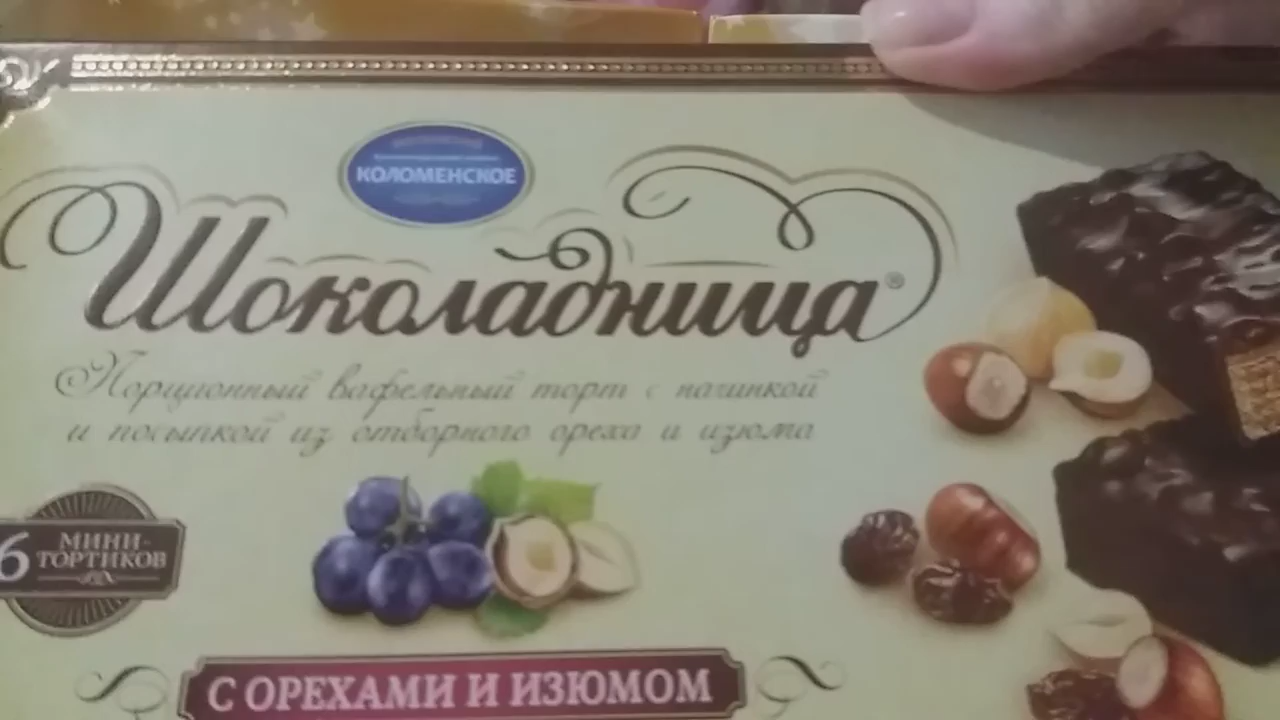 КОЛОМЕНСКОЕ
Шоколадница®
Порционный вафельный торт с начинкой
и посыпкой из отборного ореха и изюма
6 МИНИ-
ТОРТИКОВ
С ОРЕХАМИ И ИЗЮМОМ